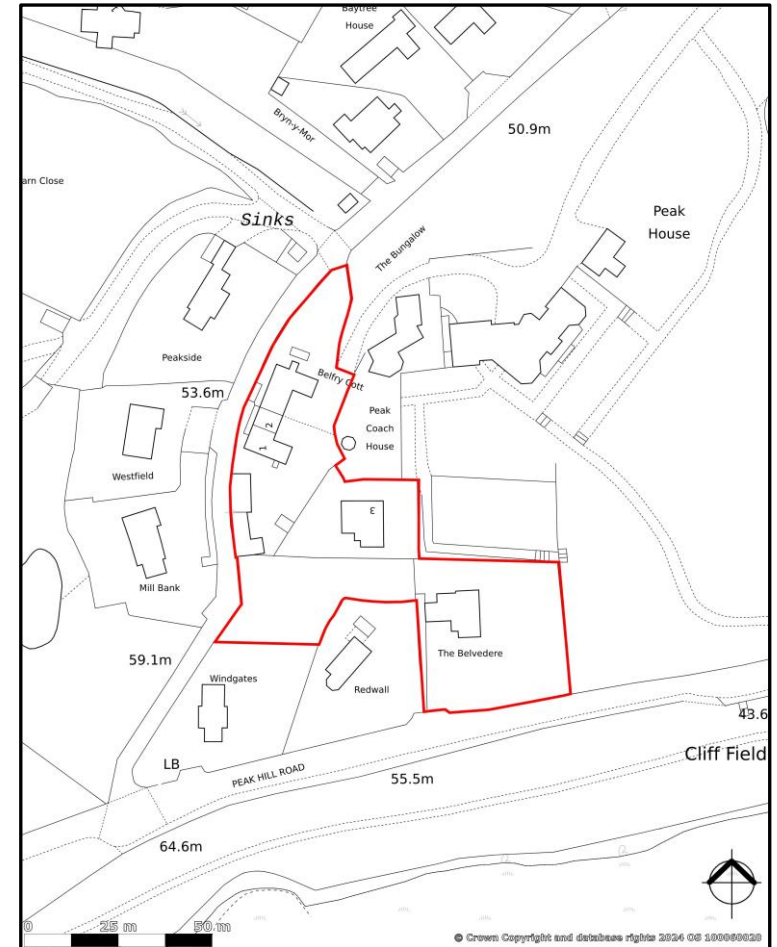 Baytree
House
Bryn-y-Mor
50.9m
arn Close
Sinks
Peak
House
The Bungalow
Peakside
53.6m
Belfry Cott
Peak
Coach
House
2
1
3
Westfield
Mill Bank
59.1m
The Belvedere
Windgates
Redwall
43.6
Cliff Field
LB
PEAK HILL ROAD
55.5m
64.6m
0 25 m 50 m
© Crown Copyright and database rights 2024 OS 100060020